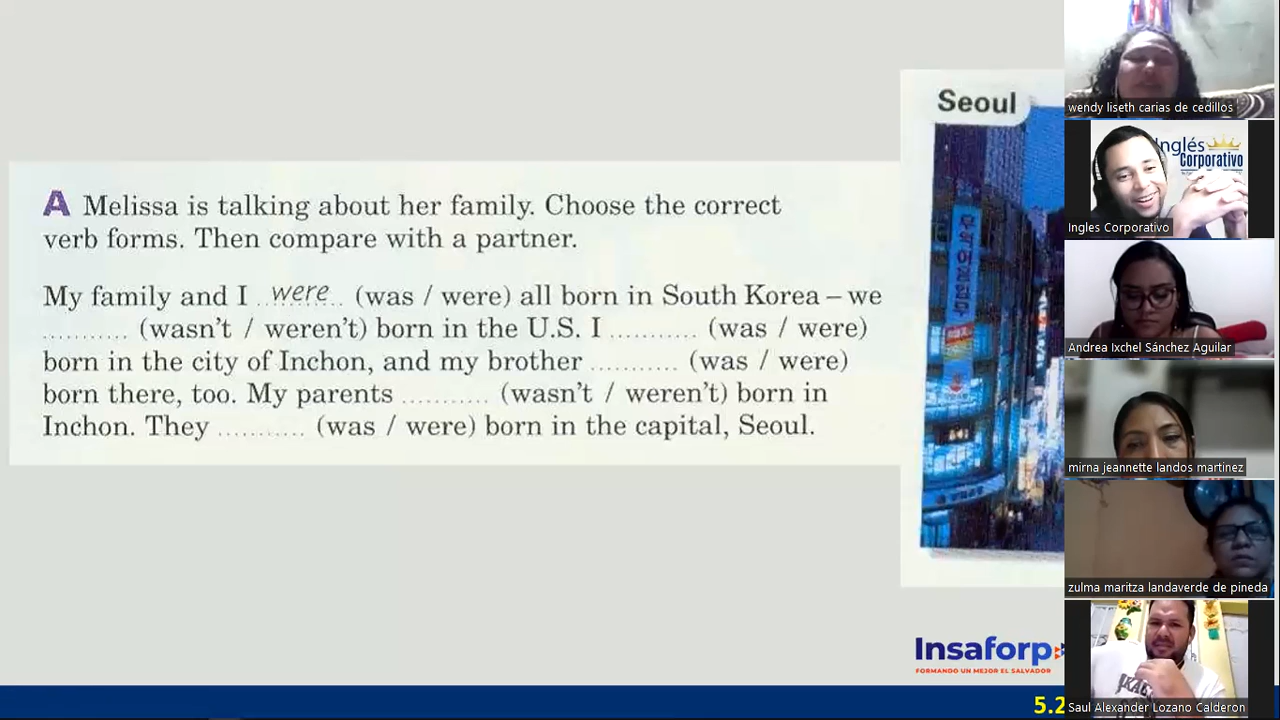 Seoul
A Melissa is talking about her family. Choose the correct
verb forms. Then compare with a partner.
My family and I ..were.. (was / were) all born in South Korea – we
........... (wasn't / weren't) born in the U.S. I ........... (was / were)
born in the city of Inchon, and my brother ........... (was / were)
born there, too. My parents ........... (wasn't / weren't) born in
Inchon. They ........... (was / were) born in the capital, Seoul.
Insaforp
FORMANDO UN MEJOR EL SALVADOR
5.2
wendy liseth carias de cedillos
Inglés
Corporativo
Ingles Corporativo
Andrea Ixchel Sánchez Aguilar
mirna jeannette landos martinez
zulma maritza landaverde de pineda
Saul Alexander Lozano Calderon